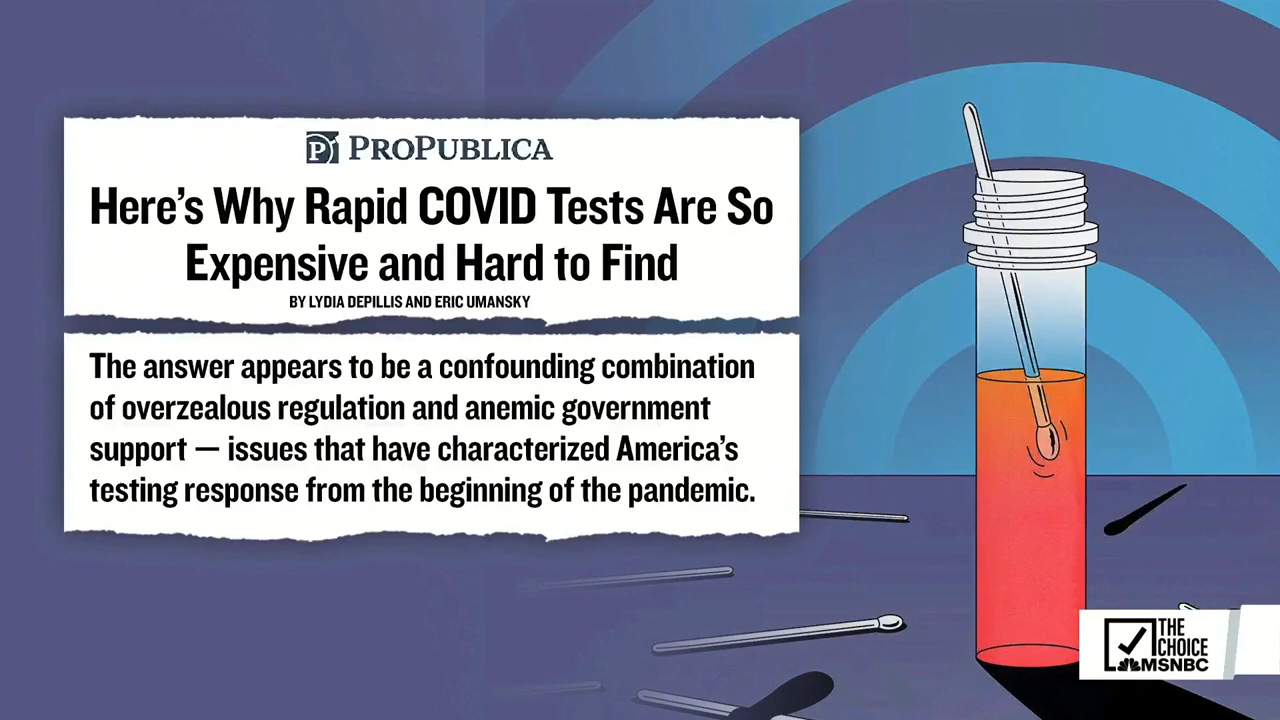 PROPUBLICA
Here's Why Rapid COVID Tests Are So
Expensive and Hard to Find
BY LYDIA DEPILLIS AND ERIC UMANSKY
The answer appears to be a confounding combination
of overzealous regulation and anemic government
support — issues that have characterized America's
testing response from the beginning of the pandemic.
THE
CHOICE
MSNBC